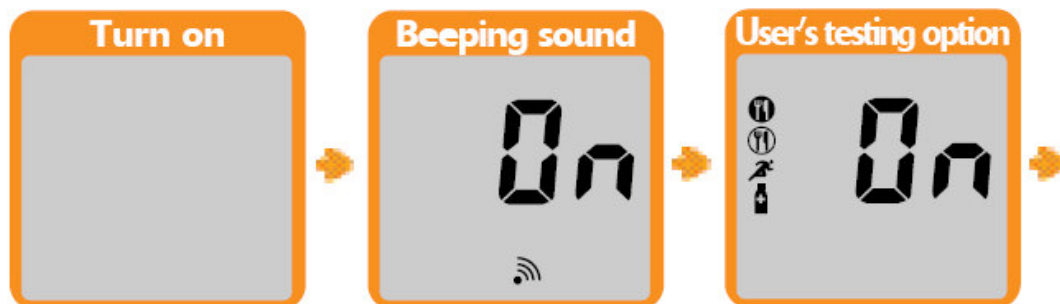 Turn on
Beeping sound
On
User's testing option
On